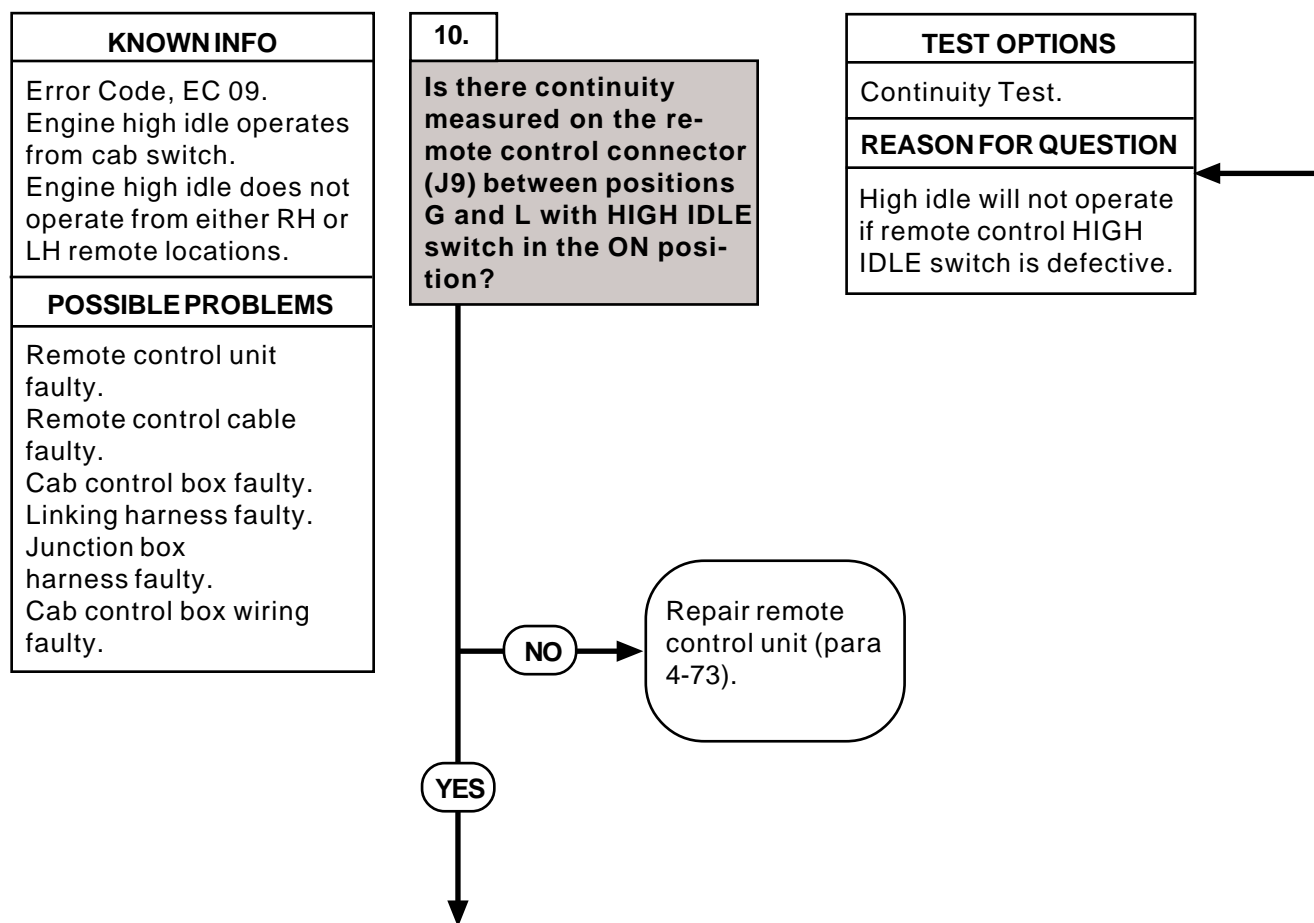 KNOWN INFO
Error Code, EC 09.
Engine high idle operates
from cab switch.
Engine high idle does not
operate from either RH or
LH remote locations.
POSSIBLE PROBLEMS
Remote control unit
faulty.
Remote control cable
faulty.
Cab control box faulty.
Linking harness faulty.
Junction box
harness faulty.
Cab control box wiring
faulty.
10.
Is there continuity
measured on the re-
mote control connector
(J9) between positions
G and L with HIGH IDLE
switch in the ON posi-
tion?
TEST OPTIONS
Continuity Test.
REASON FOR QUESTION
High idle will not operate
if remote control HIGH
IDLE switch is defective.
NO
Repair remote
control unit (para
4-73).
YES